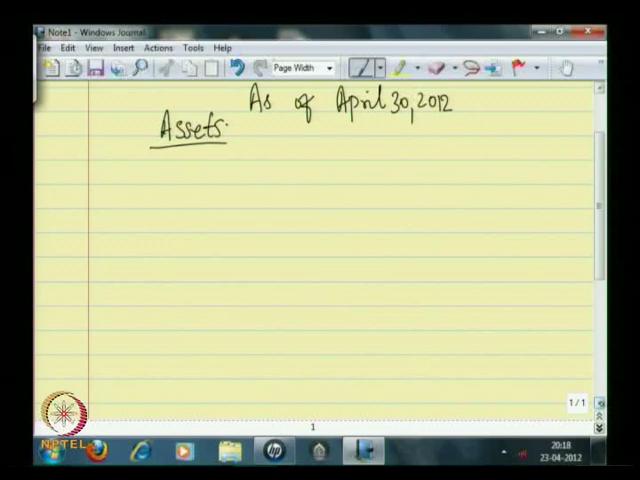 Note1 - Windows Journal
File Edit View Insert Actions Tools Help
Page Width
As of April 30, 2012
Assets
1 / 1
1
NPTEL
hp
20:18
23-04-2012